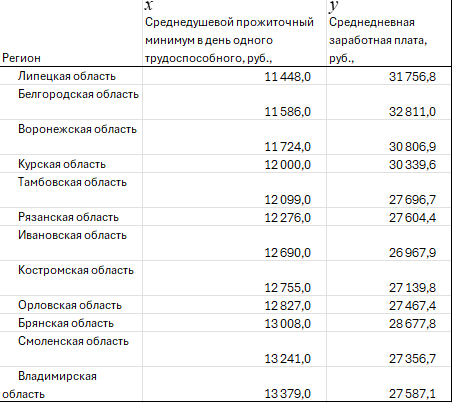 x y
Регион Среднедушевой прожиточный минимум в день одного трудоспособного, руб., Среднедневная заработная плата, руб.,
Липецкая область 11 448,0 31 756,8
Белгородская область 11 586,0 32 811,0
Воронежская область 11 724,0 30 806,9
Курская область 12 000,0 30 339,6
Тамбовская область 12 099,0 27 696,7
Рязанская область 12 276,0 27 604,4
Ивановская область 12 690,0 26 967,9
Костромская область 12 755,0 27 139,8
Орловская область 12 827,0 27 467,4
Брянская область 13 008,0 28 677,8
Смоленская область 13 241,0 27 356,7
Владимирская область 13 379,0 27 587,1